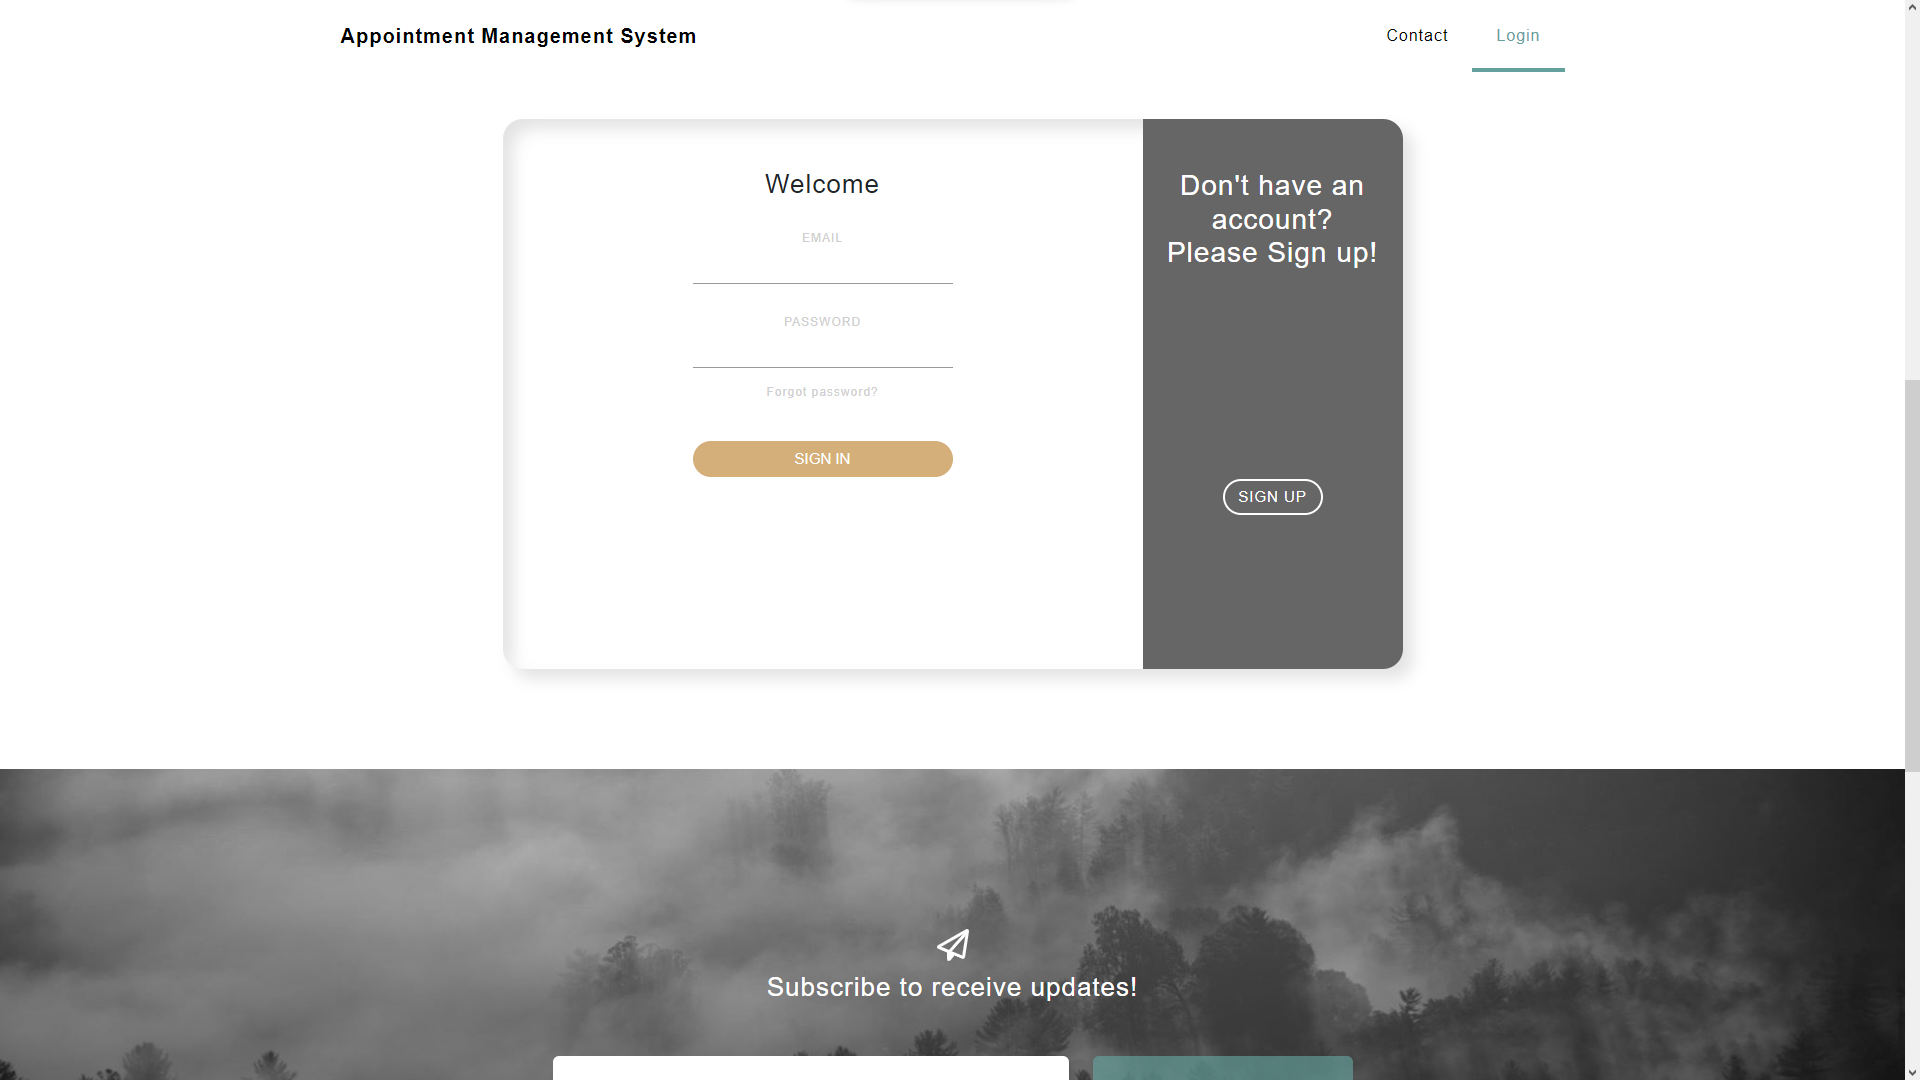 Appointment Management System
Contact
Login
Welcome
EMAIL
PASSWORD
Forgot password?
SIGN IN
Don't have an
account?
Please Sign up!
SIGN UP
Subscribe to receive updates!